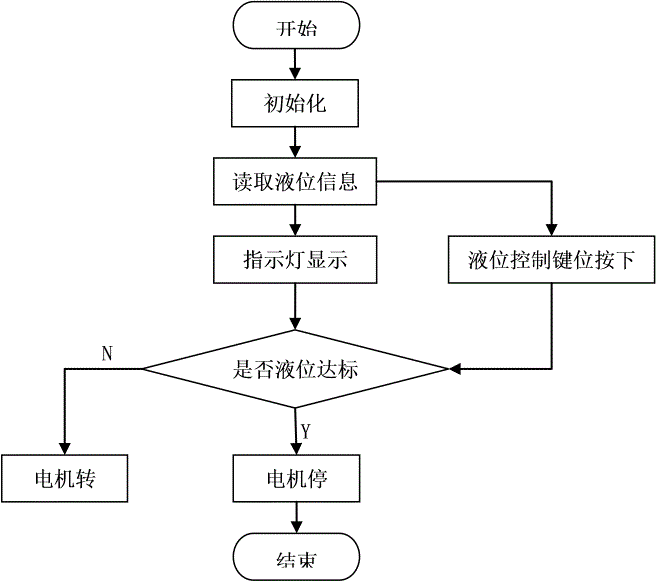 开始
初始化
读取液位信息
指示灯显示
液位控制键位按下
N
是否液位达标
Y
电机转
电机停
结束